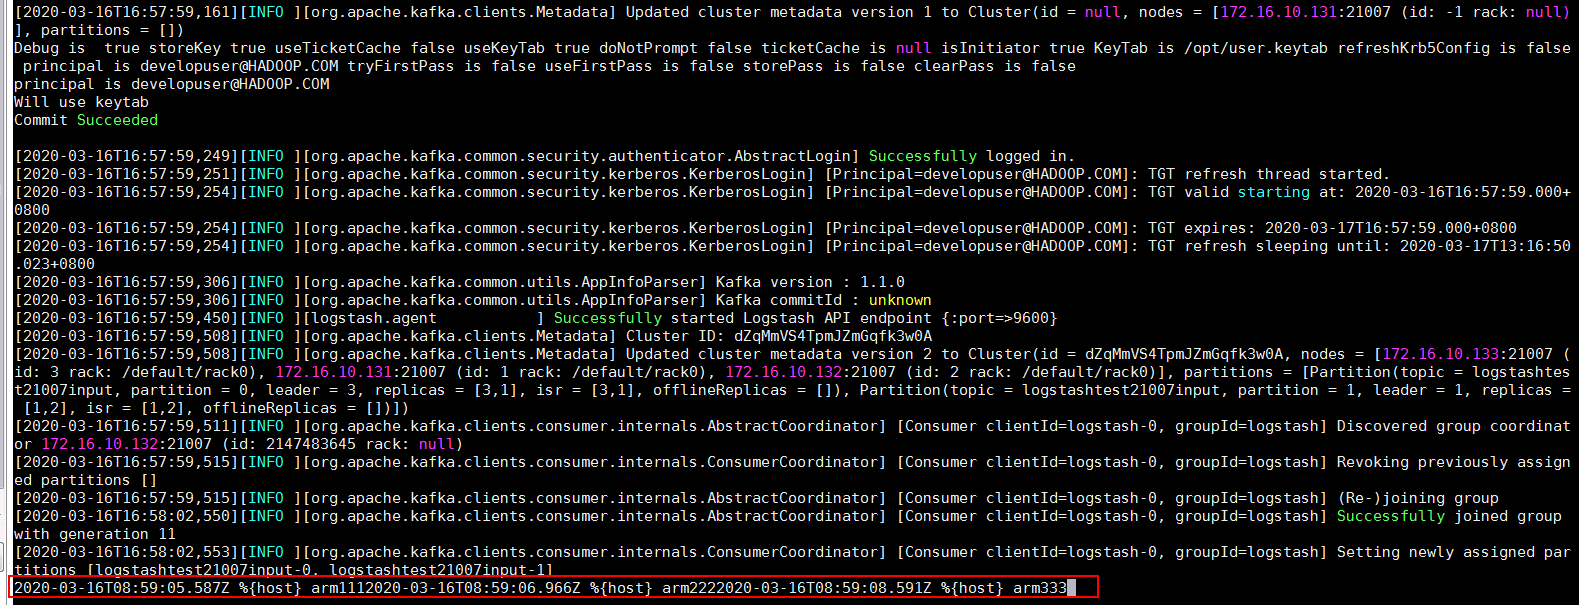 [2020-03-16T16:57:59,161][INFO ][org.apache.kafka.clients.Metadata] Updated cluster metadata version 1 to Cluster(id = null, nodes = [172.16.10.131:21007 (id: -1 rack: null)
], partitions = [])
Debug is  true storeKey true useTicketCache false useKeyTab true doNotPrompt false ticketCache is null isInitiator true KeyTab is /opt/user.keytab refreshKrb5Config is false
 principal is developuser@HADOOP.COM tryFirstPass is false useFirstPass is false storePass is false clearPass is false
principal is developuser@HADOOP.COM
Will use keytab
Commit Succeeded
[2020-03-16T16:57:59,249][INFO ][org.apache.kafka.common.security.authenticator.AbstractLogin] Successfully logged in.
[2020-03-16T16:57:59,251][INFO ][org.apache.kafka.common.security.kerberos.KerberosLogin] [Principal=developuser@HADOOP.COM]: TGT refresh thread started.
[2020-03-16T16:57:59,254][INFO ][org.apache.kafka.common.security.kerberos.KerberosLogin] [Principal=developuser@HADOOP.COM]: TGT valid starting at: 2020-03-16T16:57:59.000+
0800
[2020-03-16T16:57:59,254][INFO ][org.apache.kafka.common.security.kerberos.KerberosLogin] [Principal=developuser@HADOOP.COM]: TGT expires: 2020-03-17T16:57:59.000+0800
[2020-03-16T16:57:59,254][INFO ][org.apache.kafka.common.security.kerberos.KerberosLogin] [Principal=developuser@HADOOP.COM]: TGT refresh sleeping until: 2020-03-17T13:16:50
.023+0800
[2020-03-16T16:57:59,306][INFO ][org.apache.kafka.common.utils.AppInfoParser] Kafka version : 1.1.0
[2020-03-16T16:57:59,306][INFO ][org.apache.kafka.common.utils.AppInfoParser] Kafka commitId : unknown
[2020-03-16T16:57:59,450][INFO ][logstash.agent           ] Successfully started Logstash API endpoint {:port=>9600}
[2020-03-16T16:57:59,508][INFO ][org.apache.kafka.clients.Metadata] Cluster ID: dZqMmVS4TpmJZmGqfk3w0A
[2020-03-16T16:57:59,508][INFO ][org.apache.kafka.clients.Metadata] Updated cluster metadata version 2 to Cluster(id = dZqMmVS4TpmJZmGqfk3w0A, nodes = [172.16.10.133:21007 (
id: 3 rack: /default/rack0), 172.16.10.131:21007 (id: 1 rack: /default/rack0), 172.16.10.132:21007 (id: 2 rack: /default/rack0)], partitions = [Partition(topic = logstashtes
t21007input, partition = 0, leader = 3, replicas = [3,1], isr = [3,1], offlineReplicas = []), Partition(topic = logstashtest21007input, partition = 1, leader = 1, replicas =
 [1,2], isr = [1,2], offlineReplicas = [])])
[2020-03-16T16:57:59,511][INFO ][org.apache.kafka.clients.consumer.internals.AbstractCoordinator] [Consumer clientId=logstash-0, groupId=logstash] Discovered group coordinat
or 172.16.10.132:21007 (id: 2147483645 rack: null)
[2020-03-16T16:57:59,515][INFO ][org.apache.kafka.clients.consumer.internals.ConsumerCoordinator] [Consumer clientId=logstash-0, groupId=logstash] Revoking previously assign
ed partitions []
[2020-03-16T16:57:59,515][INFO ][org.apache.kafka.clients.consumer.internals.AbstractCoordinator] [Consumer clientId=logstash-0, groupId=logstash] (Re-)joining group
[2020-03-16T16:58:02,550][INFO ][org.apache.kafka.clients.consumer.internals.AbstractCoordinator] [Consumer clientId=logstash-0, groupId=logstash] Successfully joined group
with generation 11
[2020-03-16T16:58:02,553][INFO ][org.apache.kafka.clients.consumer.internals.ConsumerCoordinator] [Consumer clientId=logstash-0, groupId=logstash] Setting newly assigned par
titions [logstashtest21007input-0, logstashtest21007input-1]
2020-03-16T08:59:05.587Z %{host} arm1112020-03-16T08:59:06.966Z %{host} arm2222020-03-16T08:59:08.591Z %{host} arm333